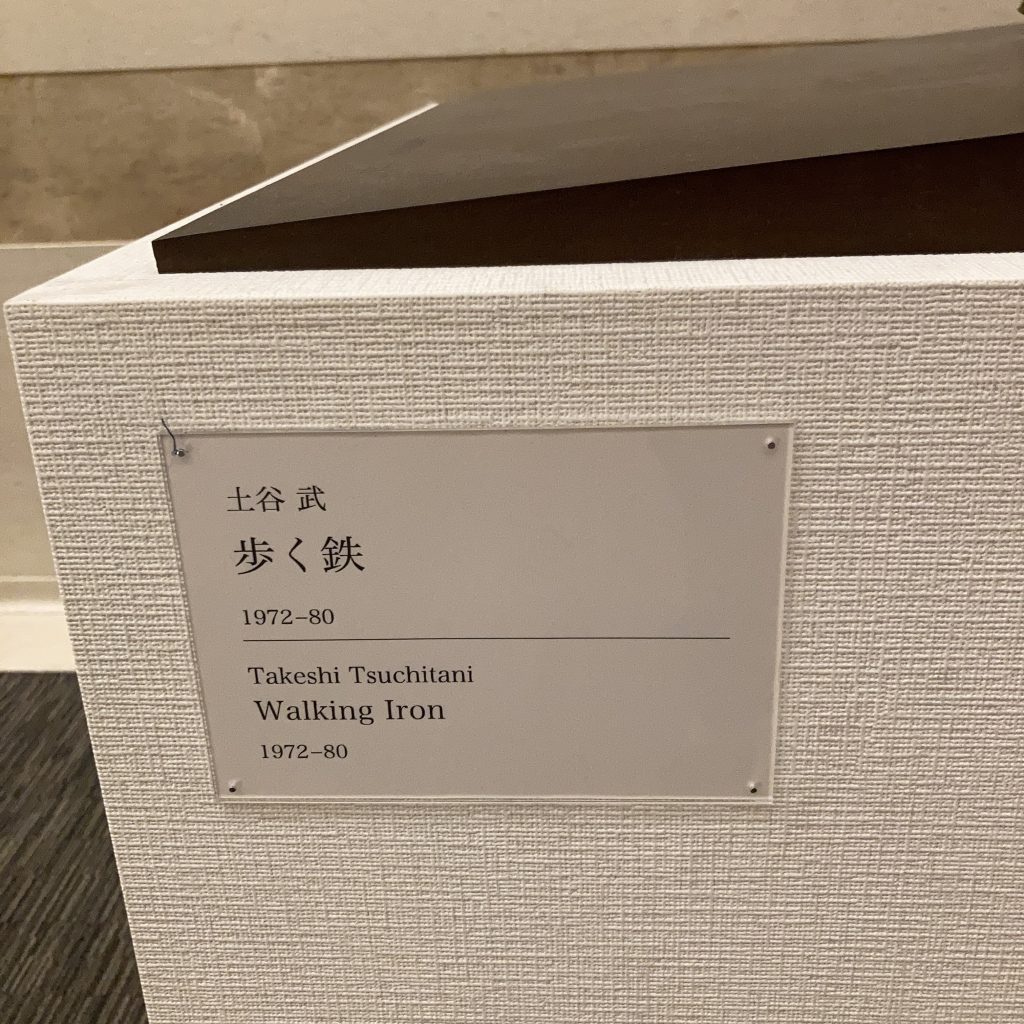 土谷 武
歩く鉄
1972–80
Takeshi Tsuchitani
Walking Iron
1972–80